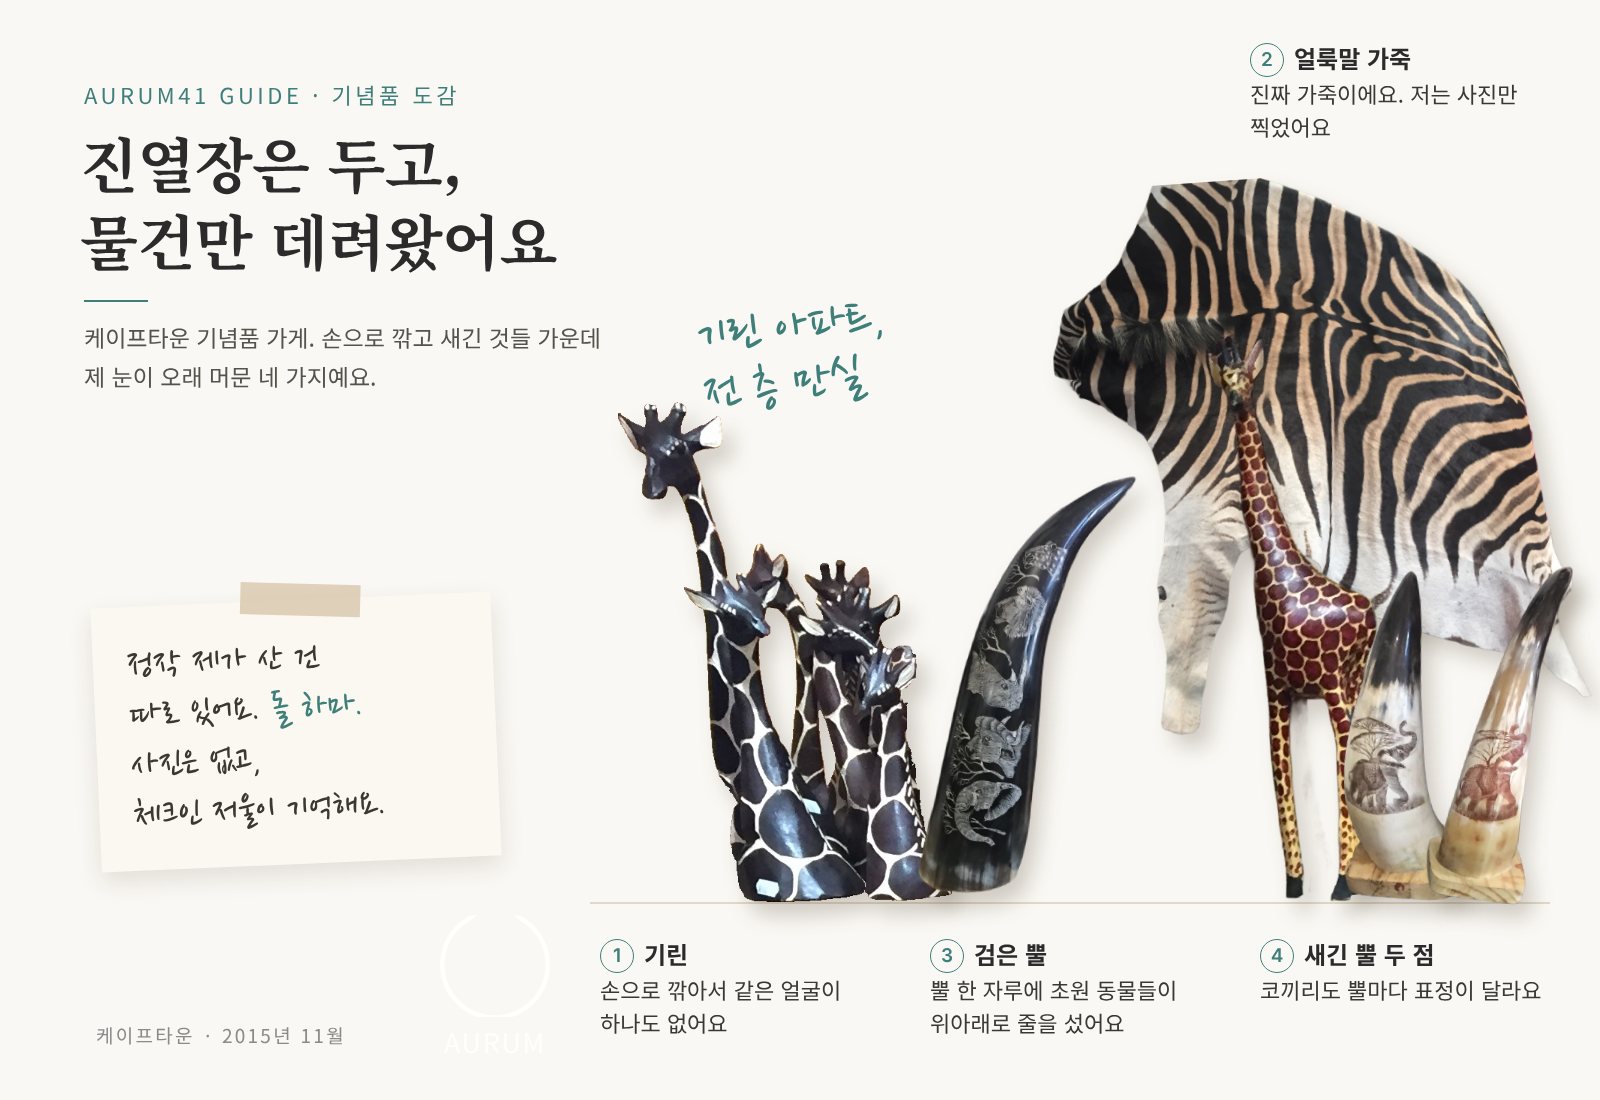 AURUM41 GUIDE · 기념품 도감
진열장은 두고,
물건만 데려왔어요
케이프타운 기념품 가게. 손으로 깎고 새긴 것들 가운데
제 눈이 오래 머문 네 가지예요.
2 얼룩말 가죽
진짜 가죽이에요. 저는 사진만
찍었어요
기린 아파트,
전 층 만실
정작 제가 산 건
따로 있어요. 돌 하마.
사진은 없고,
체크인 저울이 기억해요.
1 기린
손으로 깎아서 같은 얼굴이
하나도 없어요
3 검은 뿔
뿔 한 자루에 초원 동물들이
위아래로 줄을 섰어요
4 새긴 뿔 두 점
코끼리도 뿔마다 표정이 달라요
케이프타운 · 2015년 11월
AURUM